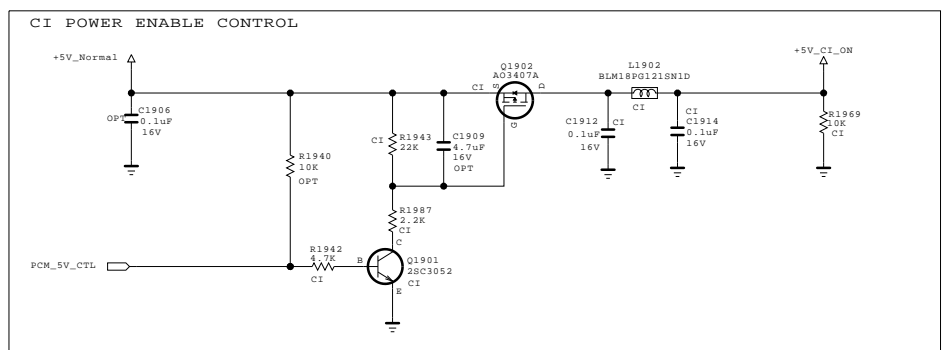 CI POWER ENABLE CONTROL
+5V_Normal
+5V_CI_ON
Q1902
AO3407A
L1902
BLM18PG121SN1D
CI
S
D
G
CI
C1906
0.1uF
16V
OPT
R1940
10K
OPT
CI
R1943
22K
C1909
4.7uF
16V
OPT
C1912
0.1uF
16V
CI
CI
C1914
0.1uF
16V
R1969
10K
CI
R1987
2.2K
CI
C
B
E
Q1901
2SC3052
CI
R1942
4.7K
CI
PCM_5V_CTL